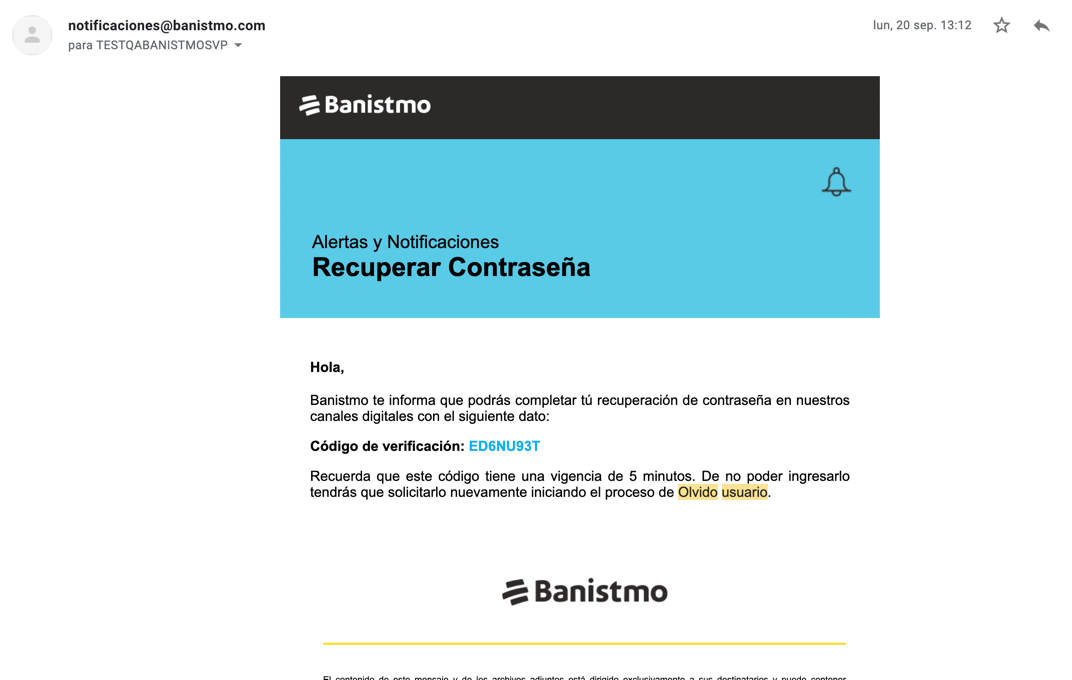 notificaciones@banistmo.com
lun, 20 sep. 13:12
para TESTQABANISTMOSVP
Banistmo
Alertas y Notificaciones
Recuperar Contraseña
Hola,
Banistmo te informa que podrás completar tú recuperación de contraseña en nuestros
canales digitales con el siguiente dato:
Código de verificación: ED6NU93T
Recuerda que este código tiene una vigencia de 5 minutos. De no poder ingresarlo
tendrás que solicitarlo nuevamente iniciando el proceso de Olvido usuario.
Banistmo
El contenido de este mensaje y de los archivos adjuntos está dirigido exclusivamente a sus destinatarios y puede contener